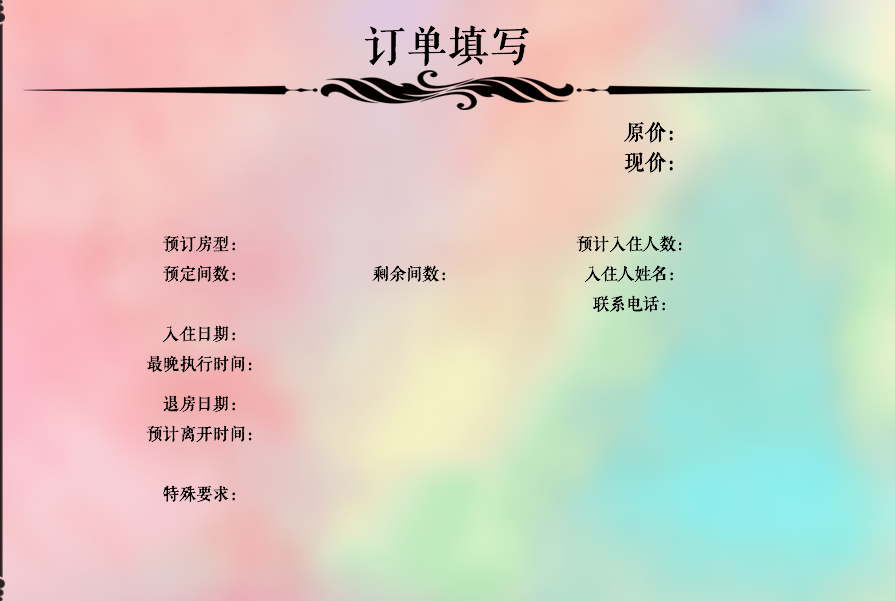 订单填写
原价:
现价:
预订房型:
预计入住人数:
预定间数:
剩余间数:
入住人姓名:
联系电话:
入住日期:
最晚执行时间:
退房日期:
预计离开时间:
特殊要求: